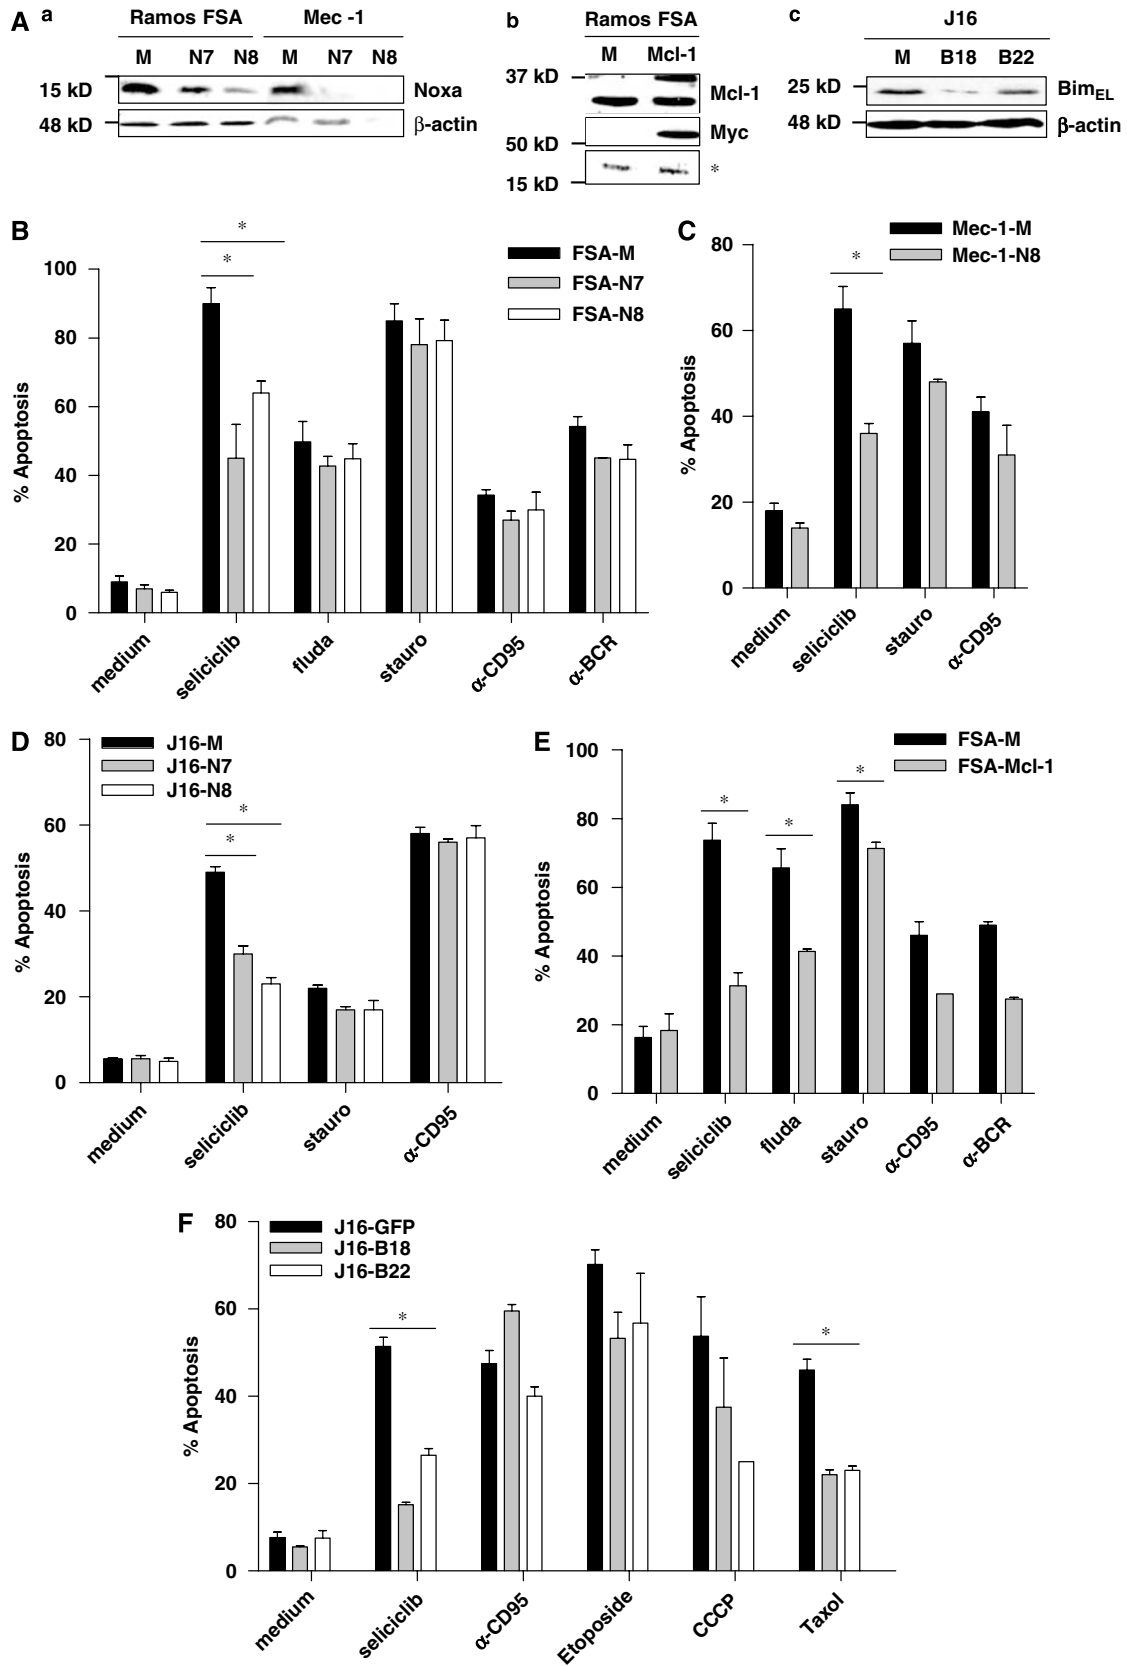 A a Ramos FSA Mec -1
M N7 N8 M N7 N8
15 kD Noxa
48 kD β-actin
b Ramos FSA
M Mcl-1
37 kD Mcl-1
Myc
50 kD
*
15 kD
c J16
M B18 B22
25 kD BimEL
48 kD β-actin
B
% Apoptosis
100
80
60
40
20
0
*
*
FSA-M
FSA-N7
FSA-N8
medium seliciclib fluda stauro α-CD95 α-BCR
C
% Apoptosis
80
60
40
20
0
*
Mec-1-M
Mec-1-N8
medium seliciclib stauro α-CD95
D
% Apoptosis
80
60
40
20
0
J16-M
J16-N7
J16-N8
*
*
medium seliciclib stauro α-CD95
E
% Apoptosis
100
80
60
40
20
0
* * *
FSA-M
FSA-Mcl-1
medium seliciclib fluda stauro α-CD95 α-BCR
F
% Apoptosis
80
60
40
20
0
J16-GFP
J16-B18
J16-B22
* *
medium seliciclib α-CD95 Etoposide CCCP Taxol